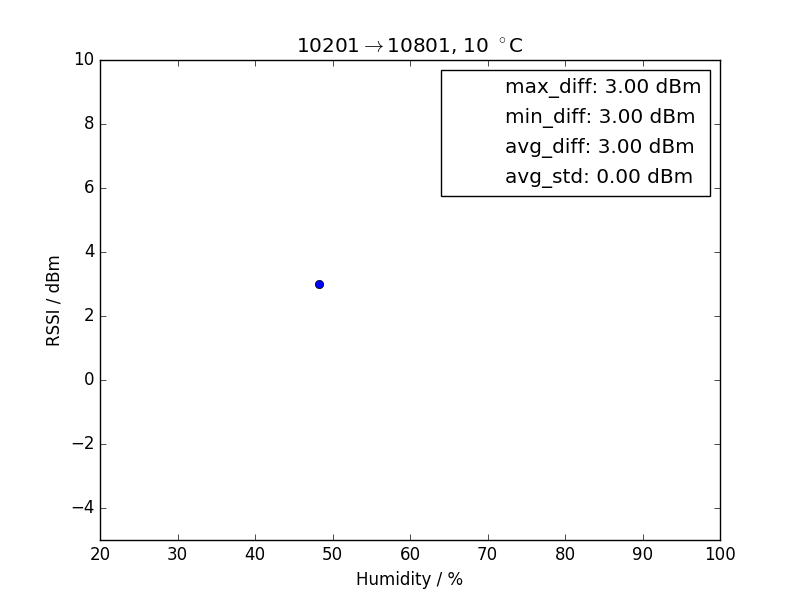 10201→10801, 10 °C
max_diff: 3.00 dBm
min_diff: 3.00 dBm
avg_diff: 3.00 dBm
avg_std: 0.00 dBm
RSSI / dBm
10
8
6
4
2
0
−2
−4
20 30 40 50 60 70 80 90 100
Humidity / %